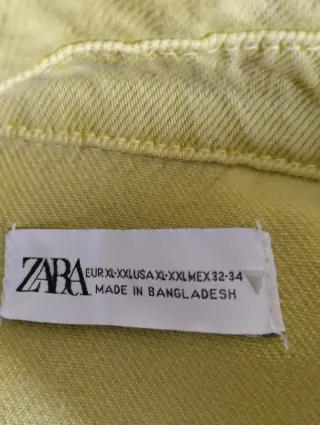 ZARA
EUR XL-XXL USA XL-XXL MEX 32-34
MADE IN BANGLADESH